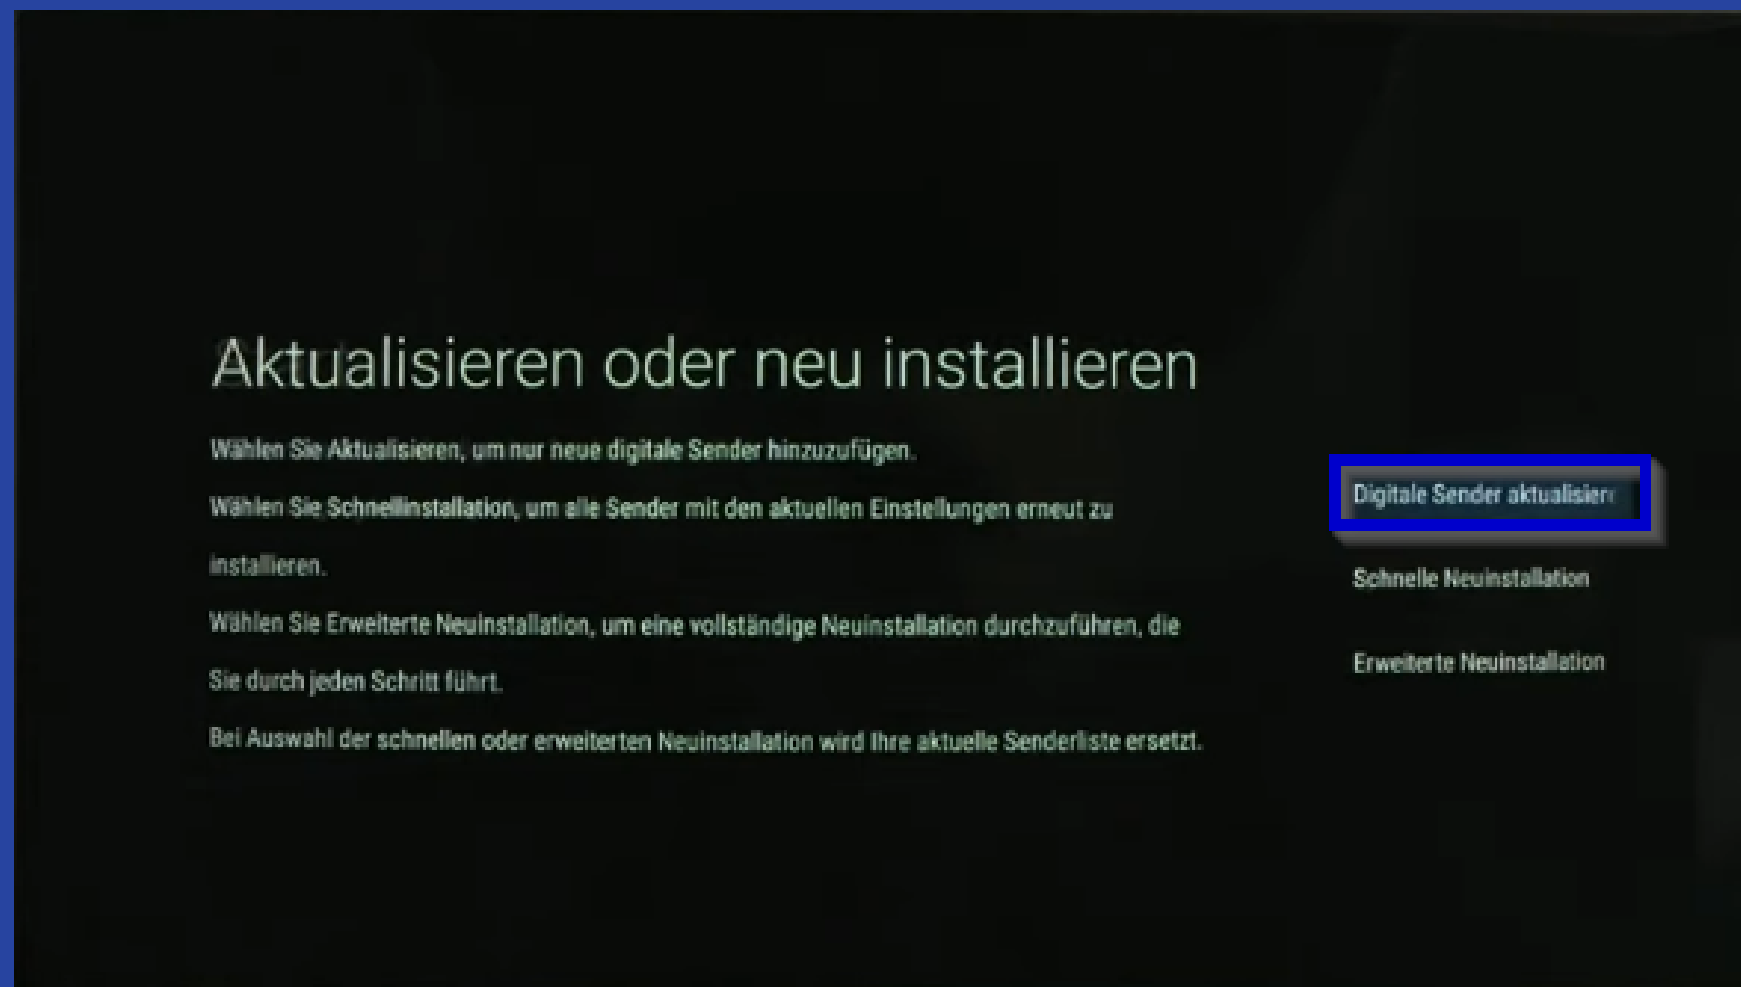 Aktualisieren oder neu installieren
Wählen Sie Aktualisieren, um nur neue digitale Sender hinzuzufügen.
Wählen Sie Schnellinstallation, um alle Sender mit den aktuellen Einstellungen erneut zu
installieren.
Wählen Sie Erweiterte Neuinstallation, um eine vollständige Neuinstallation durchzuführen, die
Sie durch jeden Schritt führt.
Bei Auswahl der schnellen oder erweiterten Neuinstallation wird Ihre aktuelle Senderliste ersetzt.
Digitale Sender aktualisiere
Schnelle Neuinstallation
Erweiterte Neuinstallation